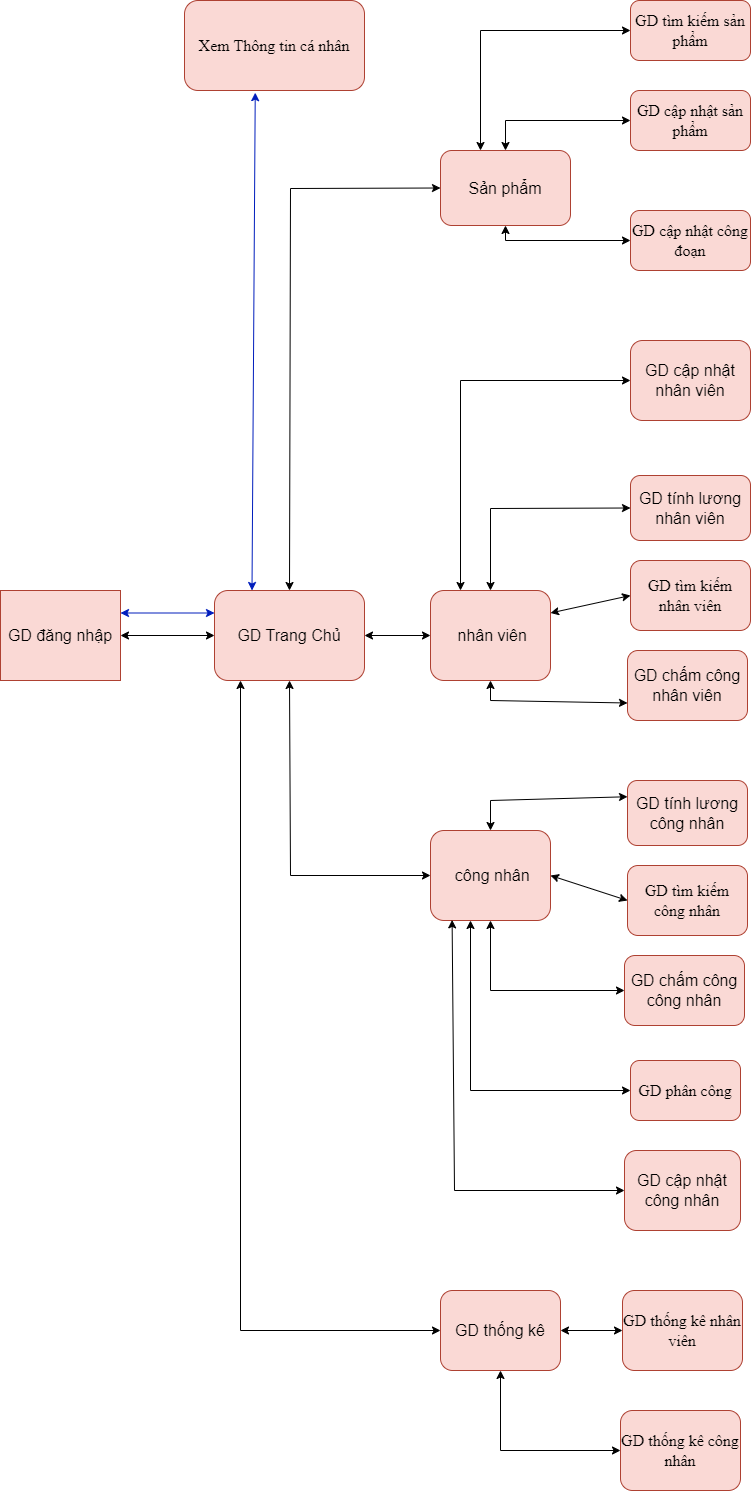 Xem Thông tin cá nhân
GD tìm kiếm sản
phẩm
GD cập nhật sản
phẩm
Sản phẩm
GD cập nhật công
đoạn
GD cập nhật
nhân viên
GD tính lương
nhân viên
GD tìm kiếm
nhân viên
GD đăng nhập
GD Trang Chủ
nhân viên
GD chấm công
nhân viên
GD tính lương
công nhân
công nhân
GD tìm kiếm
công nhân
GD chấm công
công nhân
GD phân công
GD cập nhật
công nhân
GD thống kê
GD thống kê nhân
viên
GD thống kê công
nhân